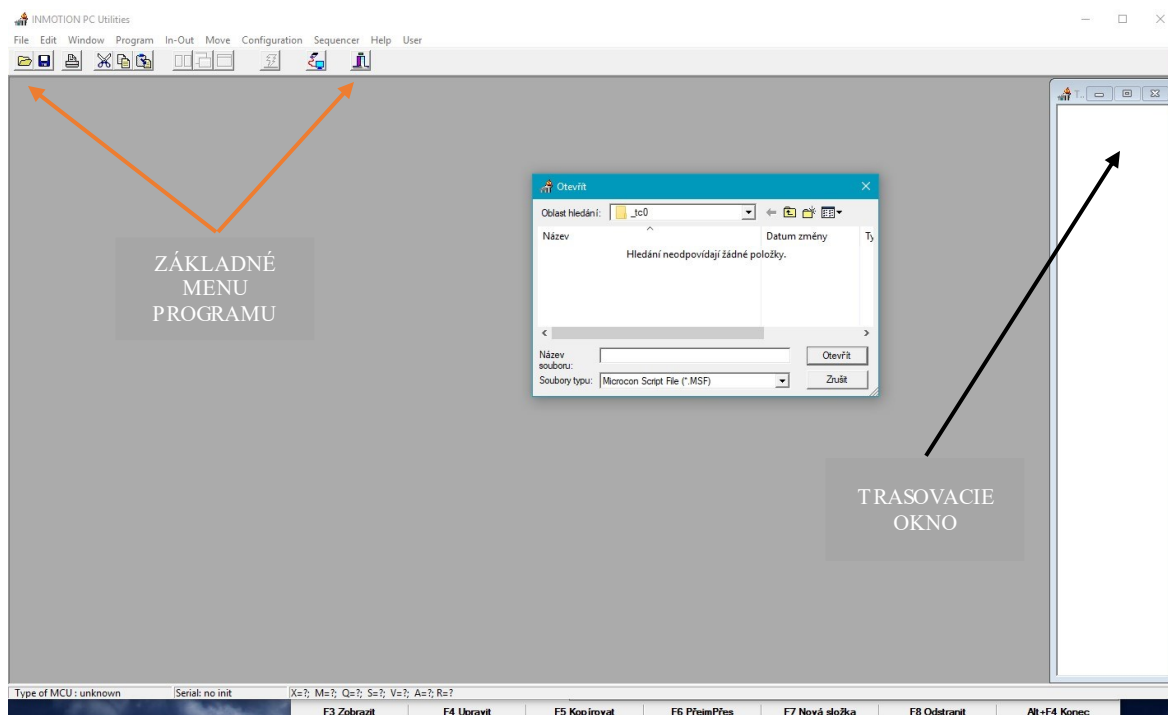 INMOTION PC Utilities
File Edit Window Program In-Out Move Configuration Sequencer Help User
T..
Otevřít
Oblast hledání: _tc0
Název Datum změny Ty
Hledání neodpovídají žádné položky.
Název souboru: Otevřít
Soubory typu: Microcon Script File (*.MSF) Zrušit
ZÁKLADNÉ
MENU
PROGRAMU
TRASOVACIE
OKNO
Type of MCU : unknown Serial: no init X=?; M=?; Q=?; S=?; V=?; A=?; R=?
F3 Zobrazit F4 Upravit F5 Kopírovat F6 PřejmPřes F7 Nová složka F8 Odstranit Alt+F4 Konec